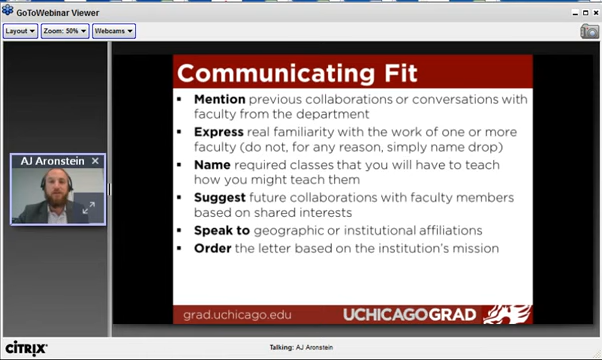 GoToWebinar Viewer
Layout
Zoom: 50%
Webcams
Communicating Fit
Mention previous collaborations or conversations with
faculty from the department
Express real familiarity with the work of one or more
faculty (do not, for any reason, simply name drop)
Name required classes that you will have to teach
how you might teach them
Suggest future collaborations with faculty members
based on shared interests
Speak to geographic or institutional affiliations
Order the letter based on the institution's mission
AJ Aronstein
grad.uchicago.edu
UCHICAGOGRAD
CITRIX
Talking: AJ Aronstein